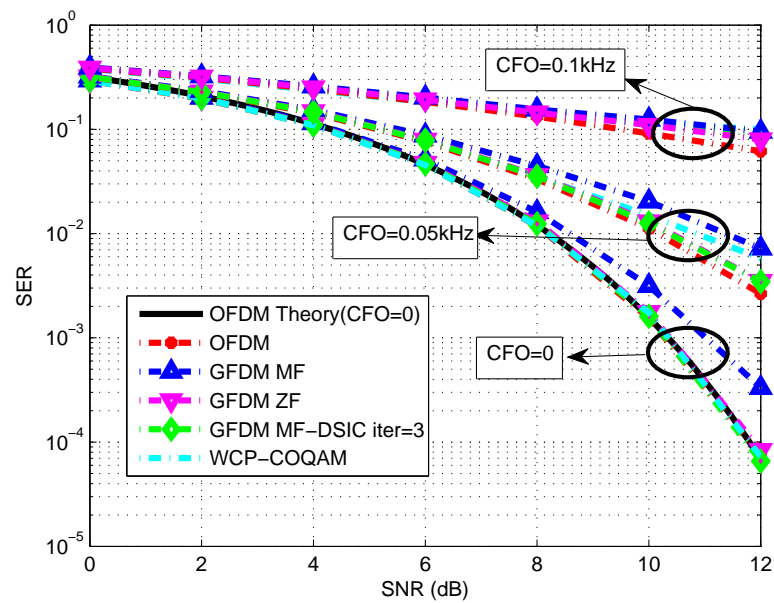 10^0
10^−1
10^−2
10^−3
10^−4
10^−5
SER
CFO=0.1kHz
CFO=0.05kHz
CFO=0
OFDM Theory(CFO=0)
OFDM
GFDM MF
GFDM ZF
GFDM MF−DSIC iter=3
WCP−COQAM
0 2 4 6 8 10 12
SNR (dB)